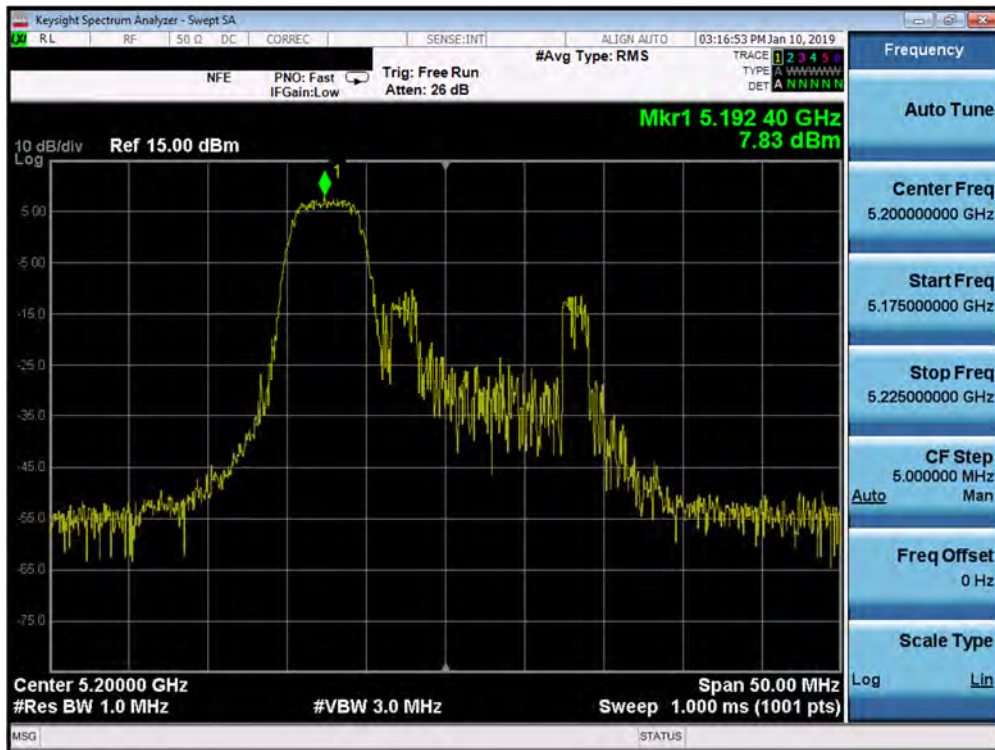 Keysight Spectrum Analyzer - Swept SA
LXI RL RF 50 Ω DC CORREC SENSE:INT ALIGN AUTO 03:16:53 PM Jan 10, 2019
Frequency
NFE PNO: Fast Trig: Free Run #Avg Type: RMS TRACE 1 2 3 4 5 6
IFGain:Low Atten: 26 dB TYPE A WWWWW
DET A N N N N N
Auto Tune
Mkr1 5.192 40 GHz
7.83 dBm
10 dB/div Ref 15.00 dBm
Log
1
5.00
-5.00
-15.0
-25.0
-35.0
-45.0
-55.0
-65.0
-75.0
Center Freq
5.200000000 GHz
Start Freq
5.175000000 GHz
Stop Freq
5.225000000 GHz
CF Step
5.000000 MHz
Auto Man
Freq Offset
0 Hz
Scale Type
Log Lin
Center 5.20000 GHz Span 50.00 MHz
#Res BW 1.0 MHz #VBW 3.0 MHz Sweep 1.000 ms (1001 pts)
MSG STATUS